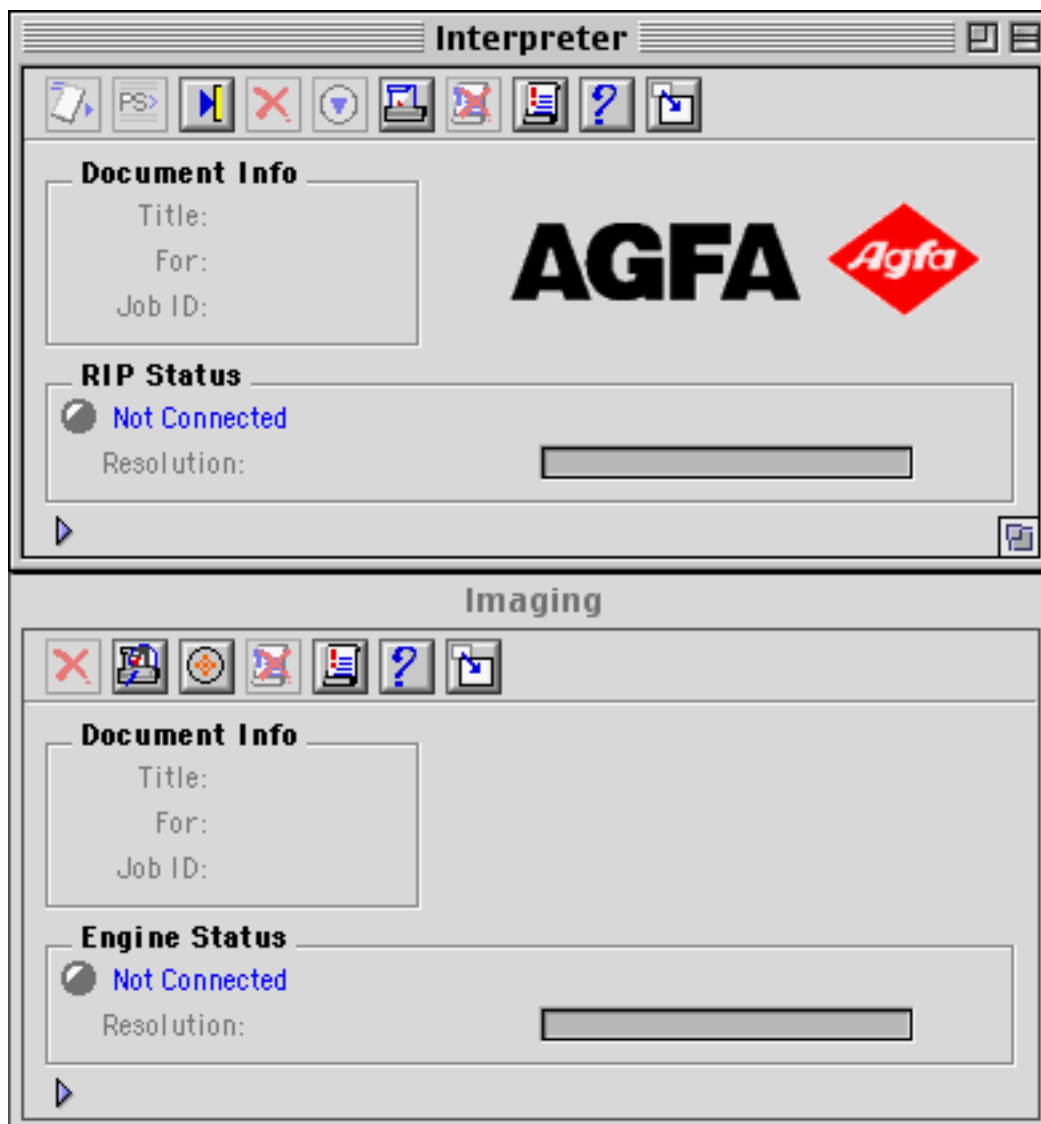 Interpreter
PS>
?
Document Info
Title:
For:
Job ID:
AGFA
Agfa
RIP Status
Not Connected
Resolution:
Imaging
?
Document Info
Title:
For:
Job ID:
Engine Status
Not Connected
Resolution: